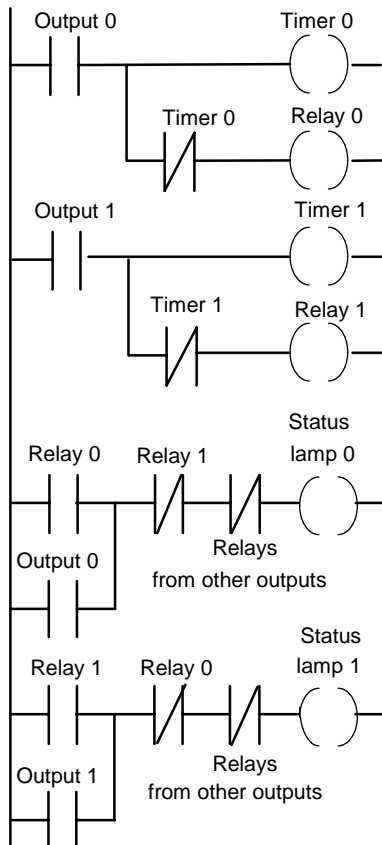 Output 0
Timer 0
Timer 0
Relay 0
Output 1
Timer 1
Timer 1
Relay 1
Status
lamp 0
Relay 0
Relay 1
Output 0
Relays
from other outputs
Status
lamp 1
Relay 1
Relay 0
Output 1
Relays
from other outputs